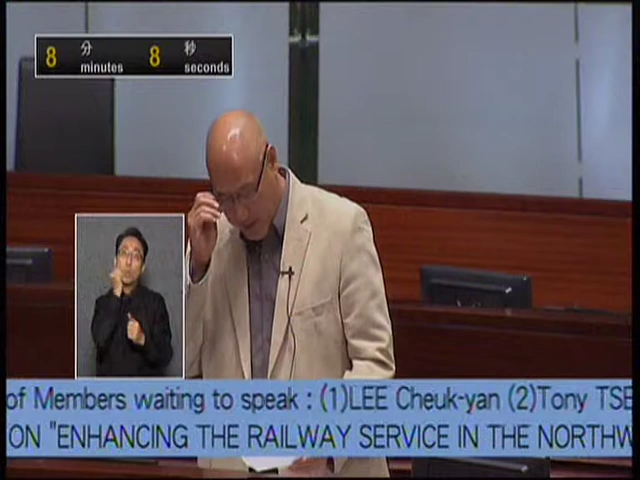 8 分 minutes 8 秒 seconds
of Members waiting to speak : (1)LEE Cheuk-yan (2)Tony TSE
ON "ENHANCING THE RAILWAY SERVICE IN THE NORTHW